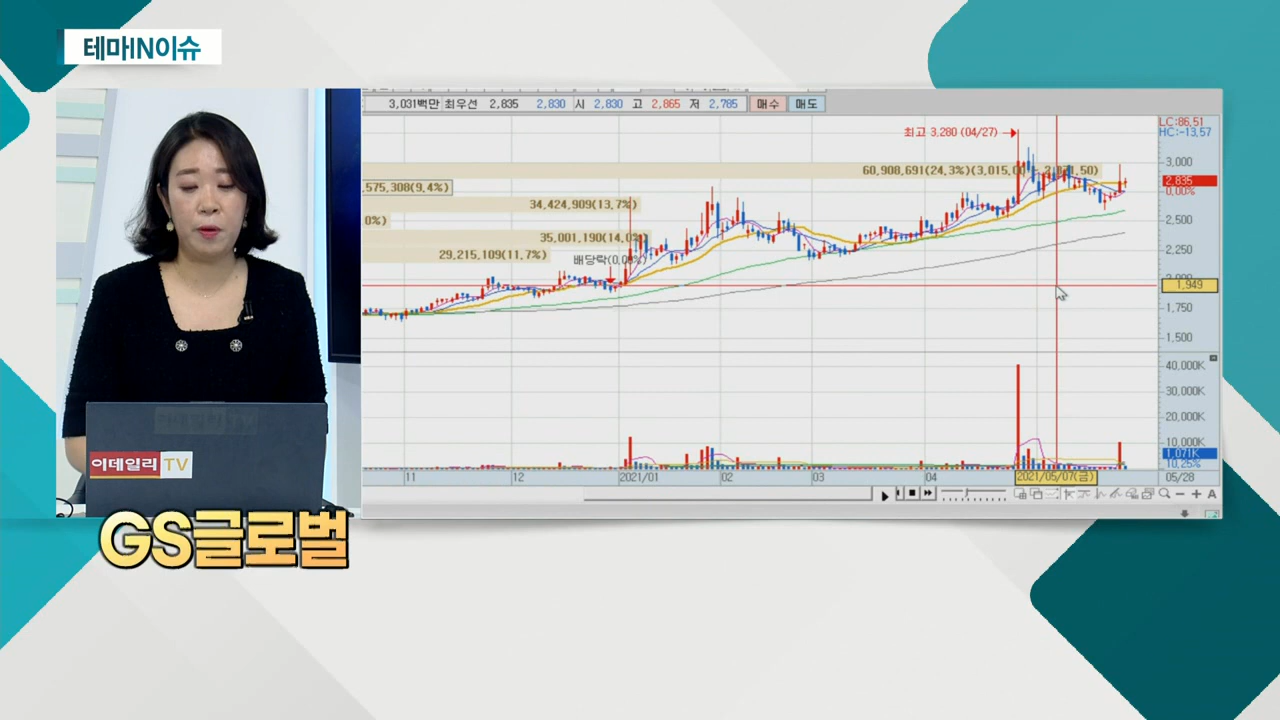 테마IN이슈
3,031백만 최우선 2,835 2,830 시 2,830 고 2,865 저 2,785 매수 매도
최고 3,280 (04/27)
LC:86,51
HC:-13,57
60,908,691(24,3%)(3,015,
3,000
2,835
0,00%
,575,308(9,4%)
34,424,909(13,7%)
0%)
2,500
35,001,190(14,0%)
29,215,109(11,7%)
배당락(0,00%)
2,250
1,949
1,750
1,500
40,000K
30,000K
20,000K
10,000K
1,071K
10,25%
11 12 2021/01 02 03 04 2021/05/07(금) 05/28
이데일리 TV
GS글로벌